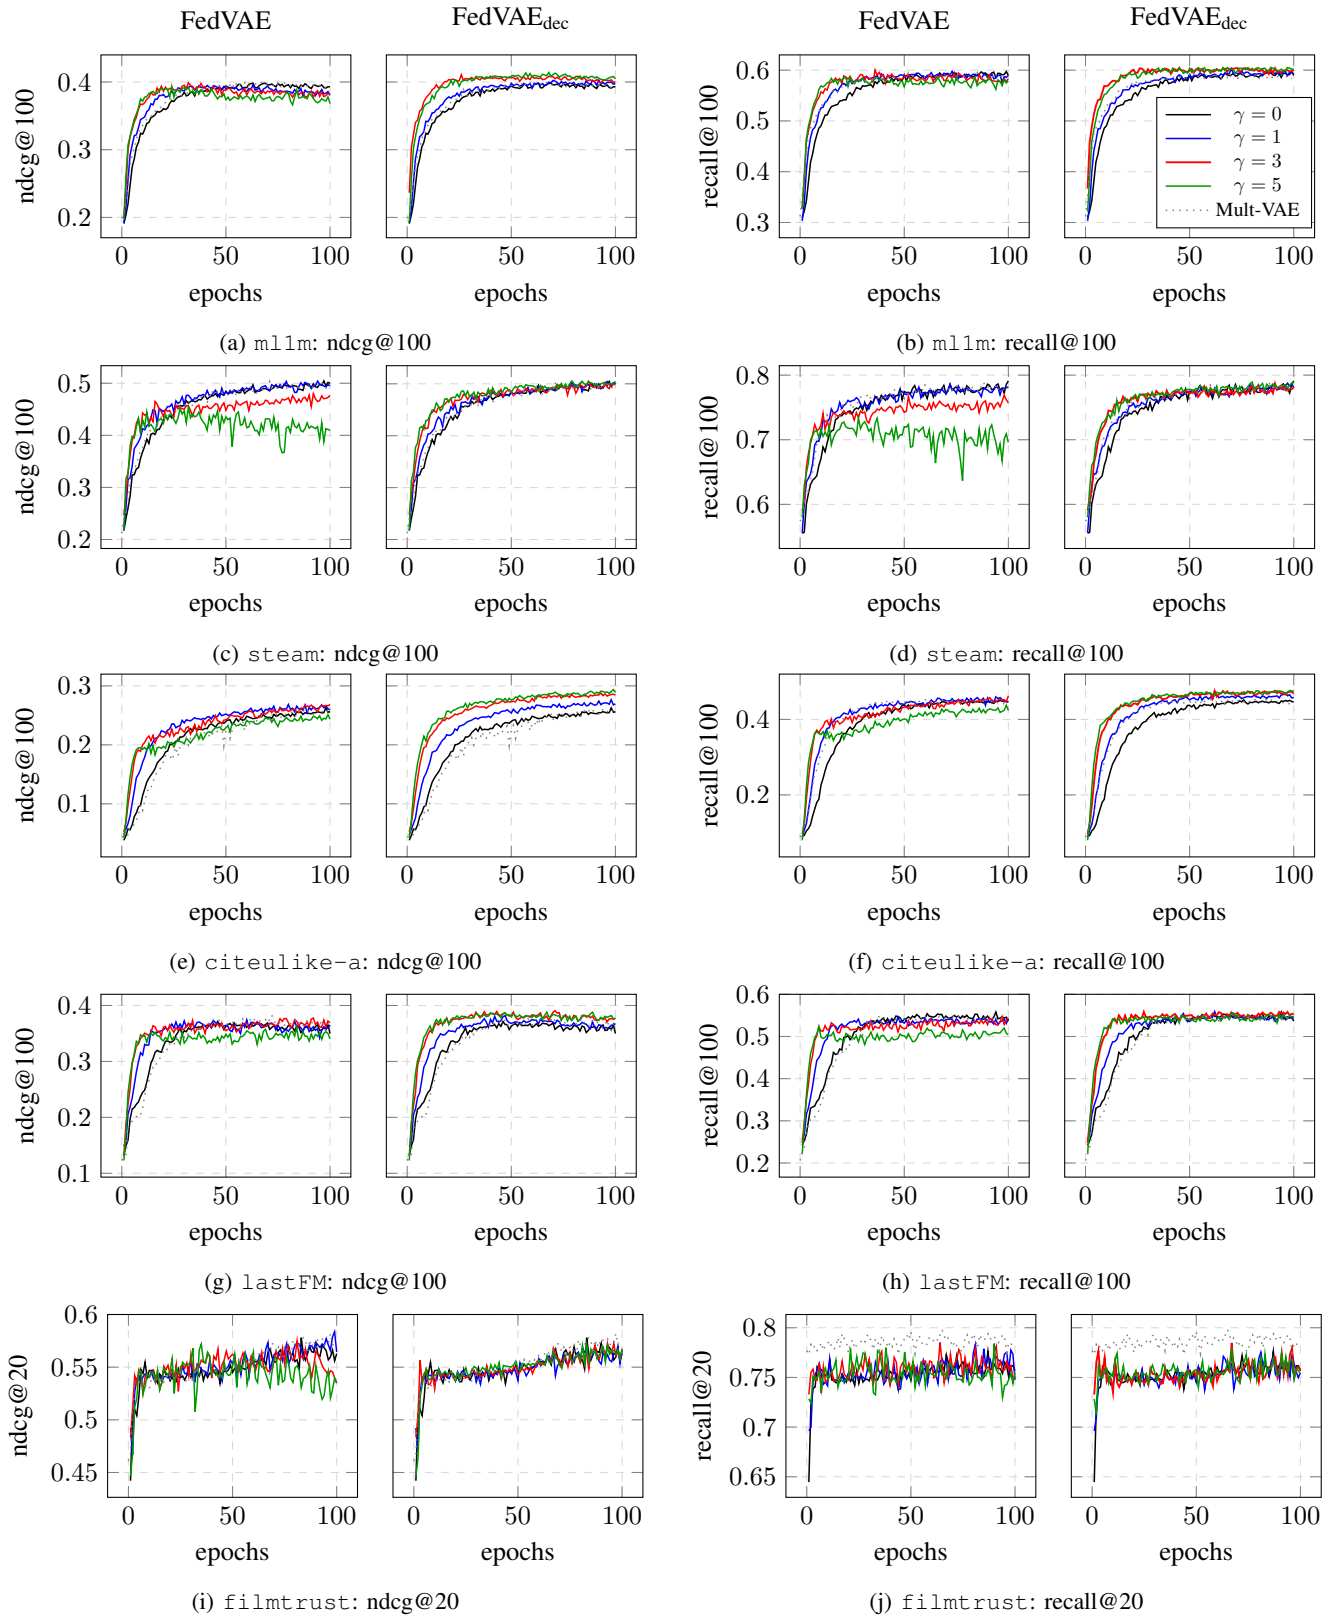 FedVAE FedVAEdec FedVAE FedVAEdec
ndcg@100 0.4 0.3 0.2 0 50 100 0 50 100 epochs epochs
recall@100 0.6 0.5 0.4 0.3 0 50 100 0 50 100 epochs epochs
γ = 0
γ = 1
γ = 3
γ = 5
Mult-VAE
(a) ml1m: ndcg@100 (b) ml1m: recall@100
ndcg@100 0.5 0.4 0.3 0.2 0 50 100 0 50 100 epochs epochs
recall@100 0.8 0.7 0.6 0 50 100 0 50 100 epochs epochs
(c) steam: ndcg@100 (d) steam: recall@100
ndcg@100 0.3 0.2 0.1 0 50 100 0 50 100 epochs epochs
recall@100 0.4 0.2 0 50 100 0 50 100 epochs epochs
(e) citeulike-a: ndcg@100 (f) citeulike-a: recall@100
ndcg@100 0.4 0.3 0.2 0.1 0 50 100 0 50 100 epochs epochs
recall@100 0.6 0.5 0.4 0.3 0.2 0 50 100 0 50 100 epochs epochs
(g) lastFM: ndcg@100 (h) lastFM: recall@100
ndcg@20 0.6 0.55 0.5 0.45 0 50 100 0 50 100 epochs epochs
recall@20 0.8 0.75 0.7 0.65 0 50 100 0 50 100 epochs epochs
(i) filmtrust: ndcg@20 (j) filmtrust: recall@20